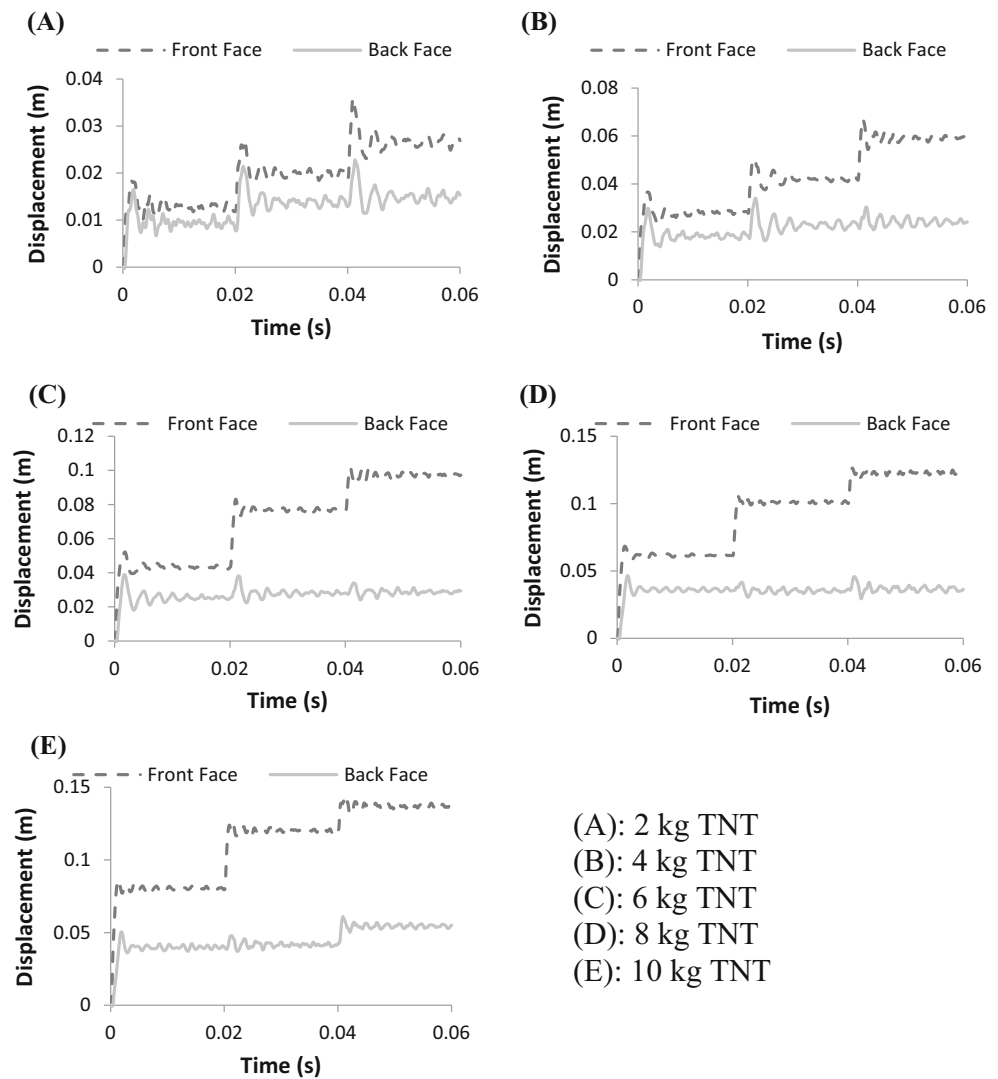 (A)
Front Face Back Face
0.04
0.03
0.02
0.01
0
Displacement (m)
0 0.02 0.04 0.06
Time (s)
(B)
Front Face Back Face
0.08
0.06
0.04
0.02
0
Displacement (m)
0 0.02 0.04 0.06
Time (s)
(C)
Front Face Back Face
0.12
0.1
0.08
0.06
0.04
0.02
0
Displacement (m)
0 0.02 0.04 0.06
Time (s)
(D)
Front Face Back Face
0.15
0.1
0.05
0
Displacement (m)
0 0.02 0.04 0.06
Time (s)
(E)
Front Face Back Face
0.15
0.1
0.05
0
Displacement (m)
0 0.02 0.04 0.06
Time (s)
(A): 2 kg TNT
(B): 4 kg TNT
(C): 6 kg TNT
(D): 8 kg TNT
(E): 10 kg TNT